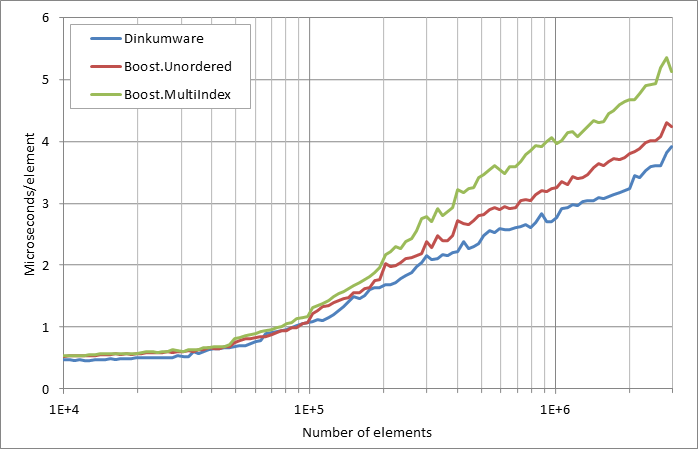 6
Dinkumware
Boost.Unordered
Boost.MultiIndex
5
4
3
2
1
0
Microseconds/element
1E+4
1E+5
1E+6
Number of elements